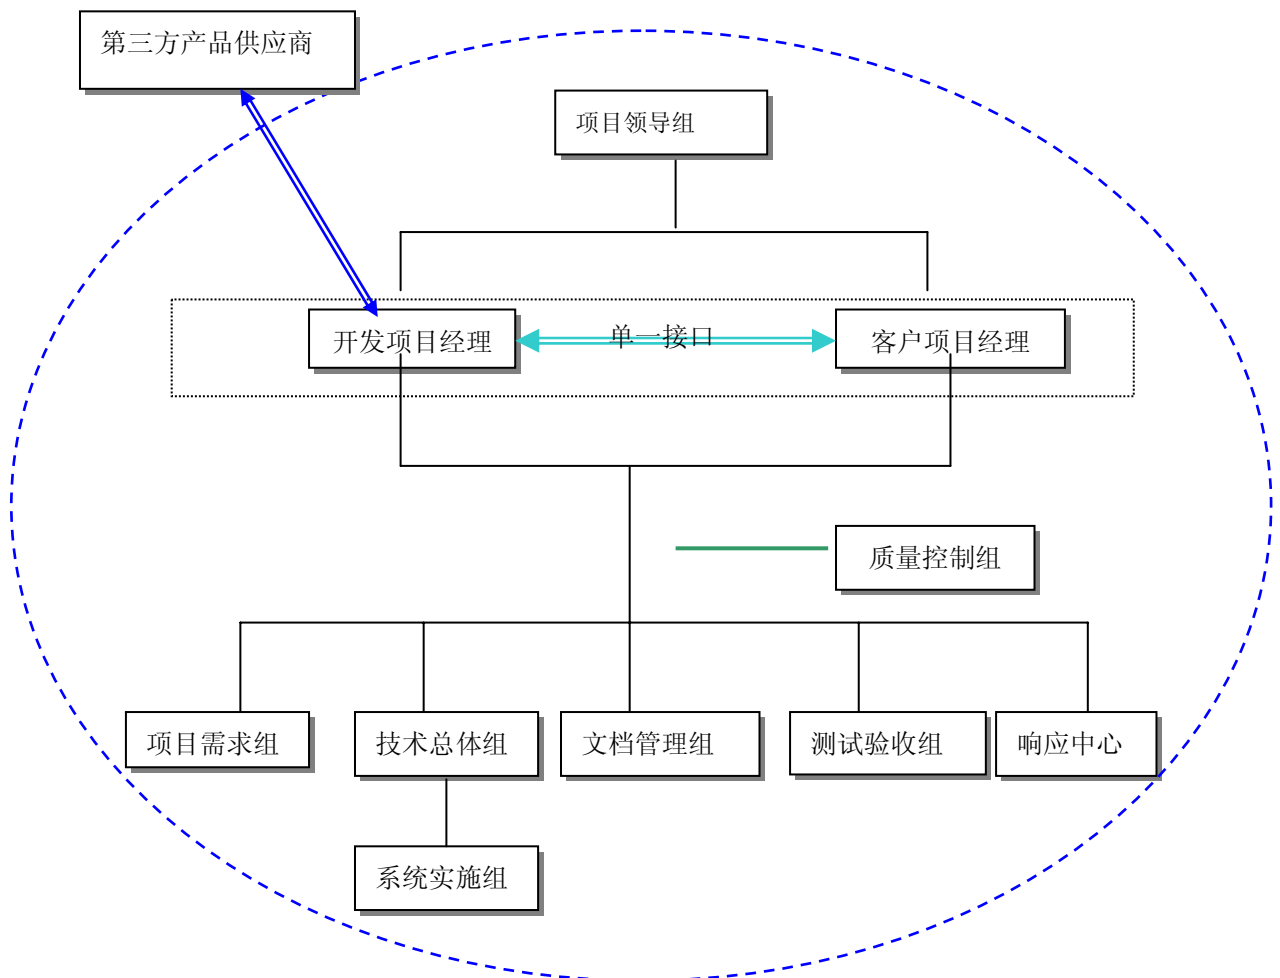 第三方产品供应商
项目领导组
开发项目经理
单一接口
客户项目经理
质量控制组
项目需求组
技术总体组
文档管理组
测试验收组
响应中心
系统实施组